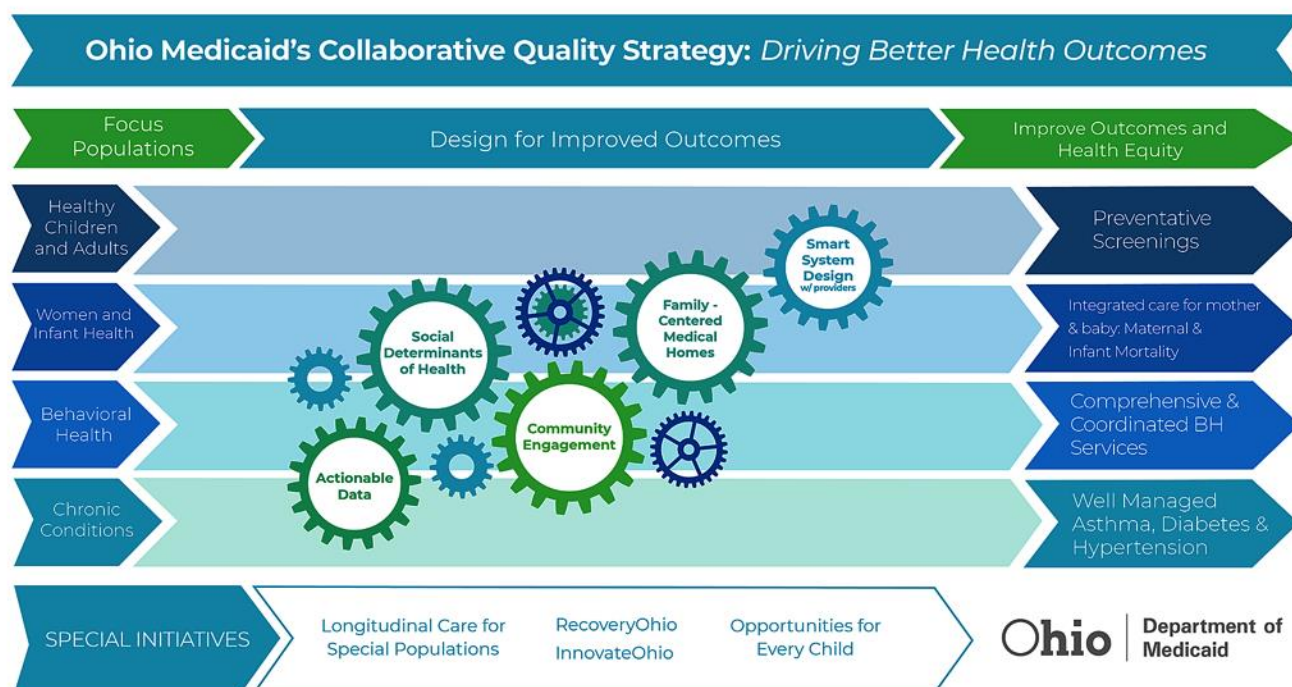 Ohio Medicaid's Collaborative Quality Strategy: Driving Better Health Outcomes
Focus
Populations
Design for Improved Outcomes
Improve Outcomes and
Health Equity
Healthy
Children
and Adults
Preventative
Screenings
Smart
System
Design
w/ providers
Women and
Infant Health
Social
Determinants
of Health
Family -
Centered
Medical
Homes
Integrated care for mother
& baby: Maternal &
Infant Mortality
Behavioral
Health
Community
Engagement
Comprehensive &
Coordinated BH
Services
Actionable
Data
Chronic
Conditions
Well Managed
Asthma, Diabetes &
Hypertension
SPECIAL INITIATIVES
Longitudinal Care for
Special Populations
RecoveryOhio
InnovateOhio
Opportunities for
Every Child
Ohio
Department of
Medicaid